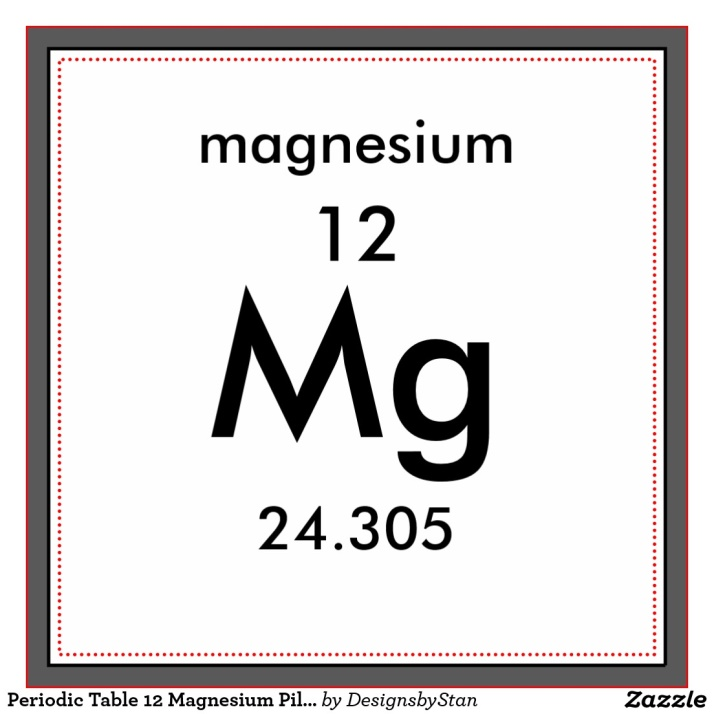 magnesium
12
Mg
24.305
Periodic Table 12 Magnesium Pil... by DesignsbyStan Zazzle